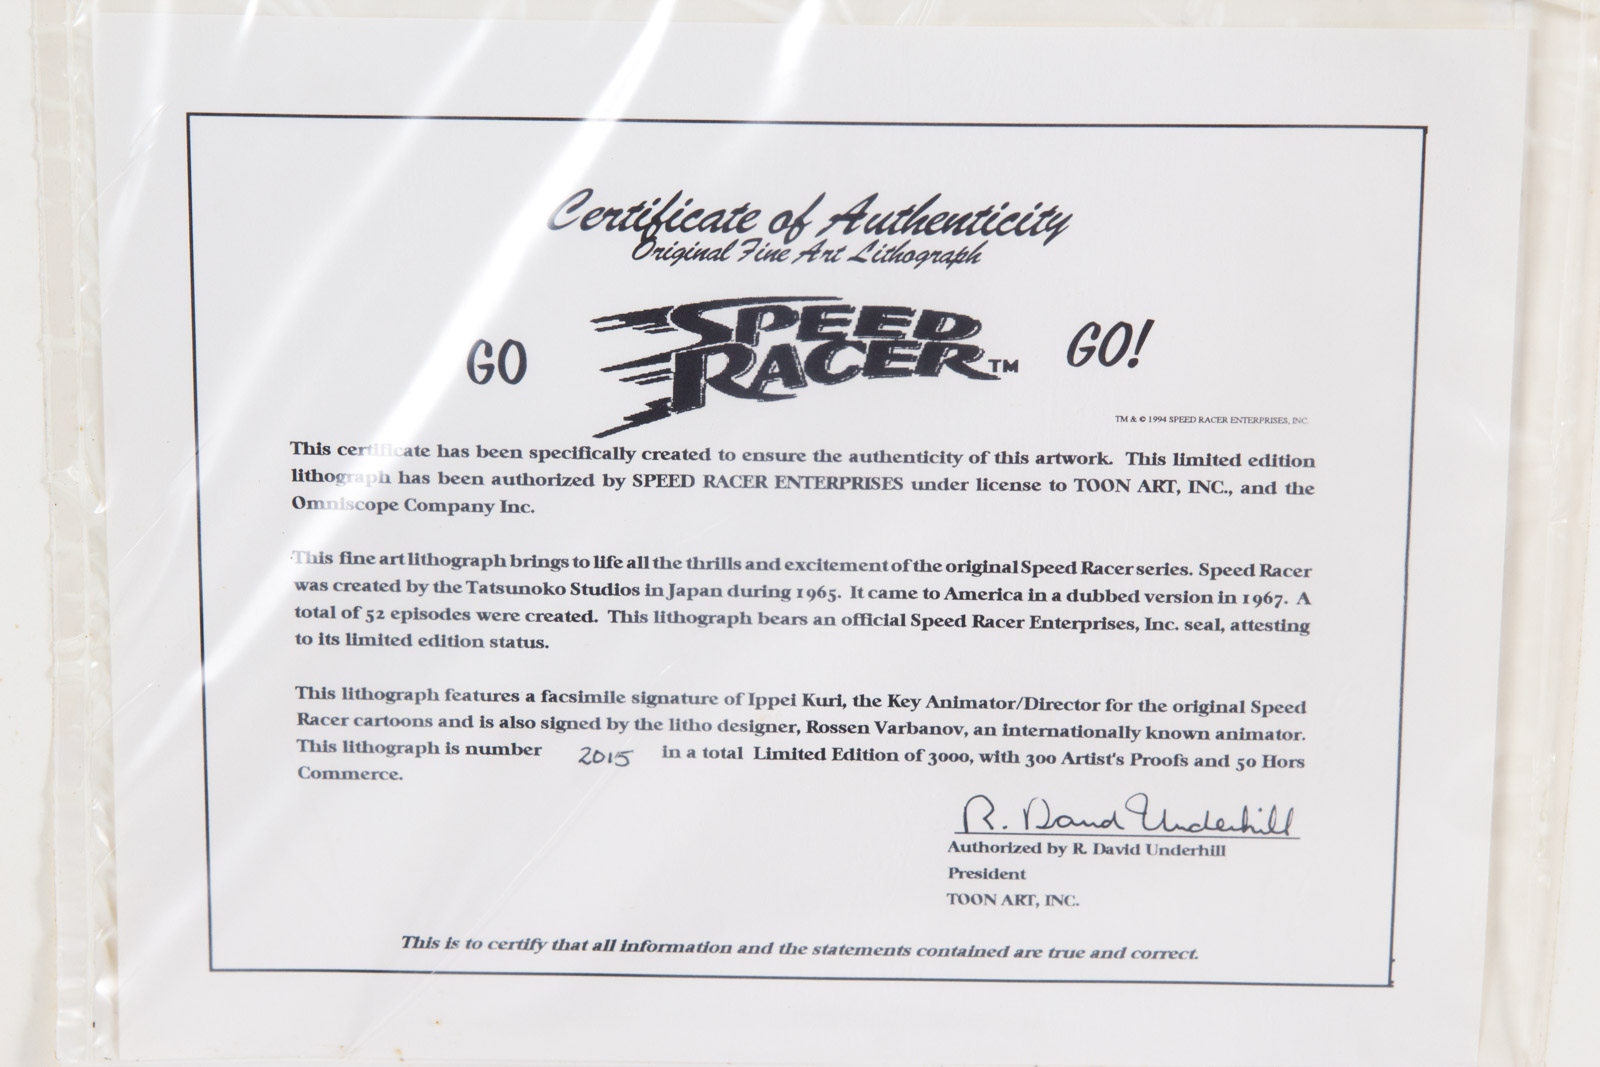 Certificate of Authenticity
Original Fine Art Lithograph
GO SPEED RACER™ GO!
TM & © 1994 SPEED RACER ENTERPRISES, INC.
This certificate has been specifically created to ensure the authenticity of this artwork. This limited edition
lithograph has been authorized by SPEED RACER ENTERPRISES under license to TOON ART, INC., and the
Omniscope Company Inc.
This fine art lithograph brings to life all the thrills and excitement of the original Speed Racer series. Speed Racer
was created by the Tatsunoko Studios in Japan during 1965. It came to America in a dubbed version in 1967. A
total of 52 episodes were created. This lithograph bears an official Speed Racer Enterprises, Inc. seal, attesting
to its limited edition status.
This lithograph features a facsimile signature of Ippei Kuri, the Key Animator/Director for the original Speed
Racer cartoons and is also signed by the litho designer, Rossen Varbanov, an internationally known animator.
This lithograph is number 2015 in a total Limited Edition of 3000, with 300 Artist's Proofs and 50 Hors
Commerce.
R. David Underhill
Authorized by R. David Underhill
President
TOON ART, INC.
This is to certify that all information and the statements contained are true and correct.